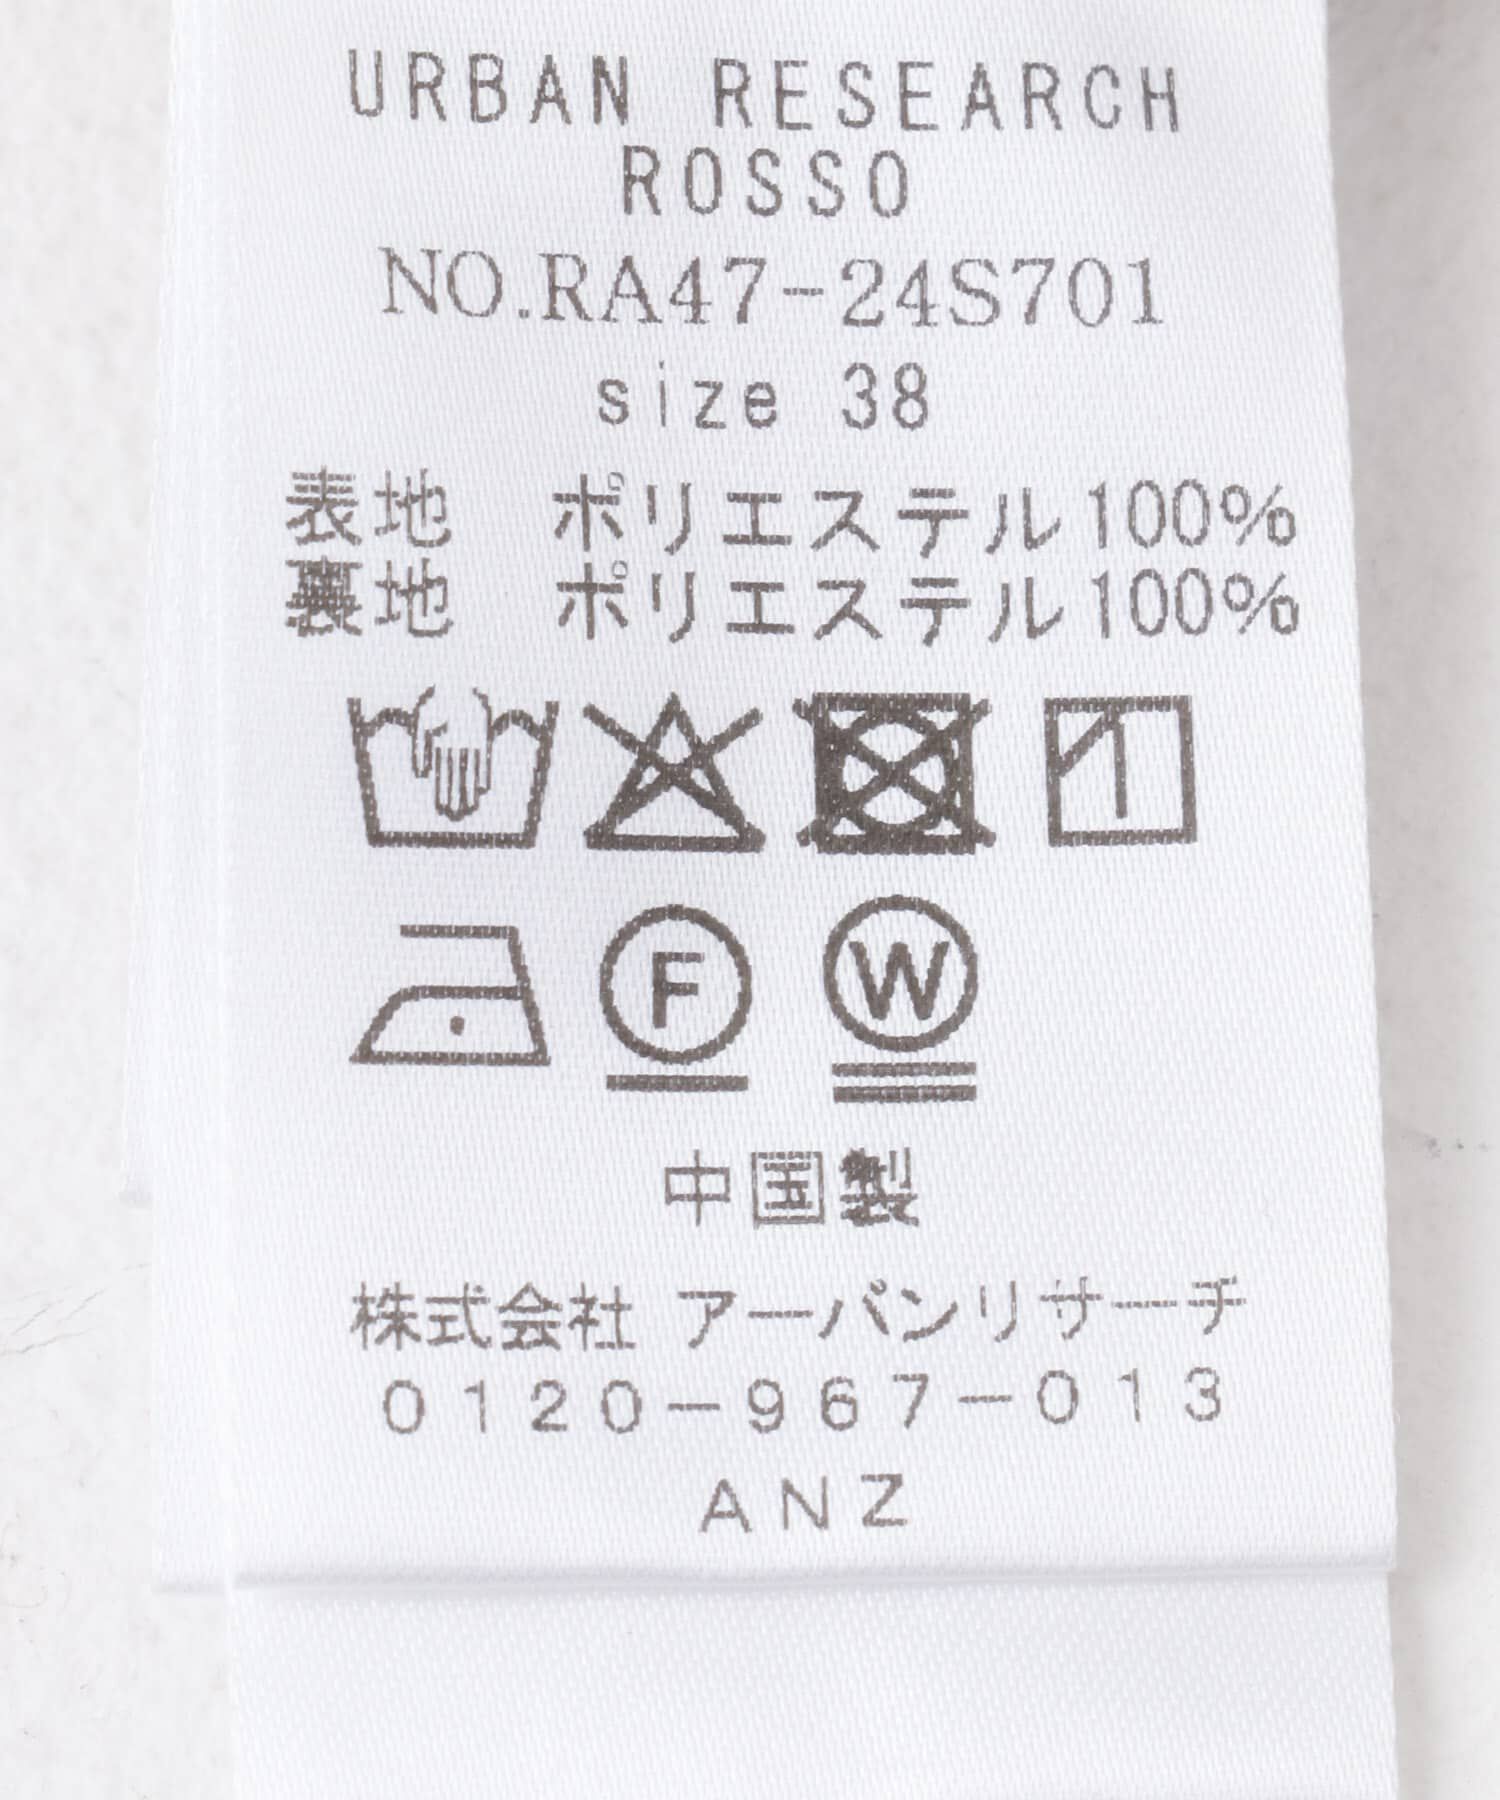 URBAN RESEARCH
ROSSO
NO.RA47-24S701
size 38
表地 ポリエステル100%
裏地 ポリエステル100%
F W
中国製
株式会社 アーバンリサーチ
0120-967-013
ANZ